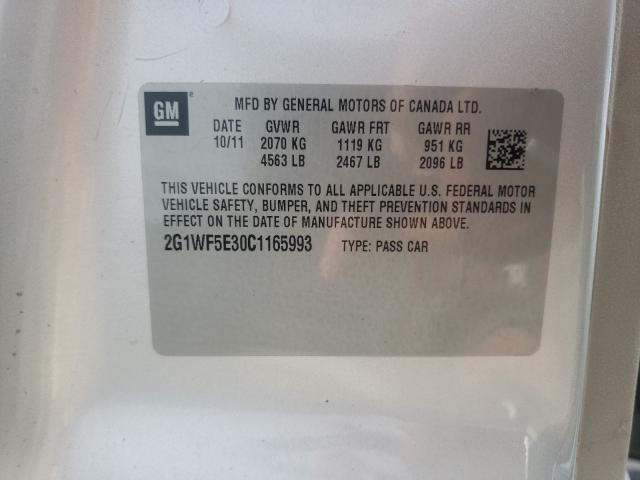 GM
MFD BY GENERAL MOTORS OF CANADA LTD.
DATE GVWR GAWR FRT GAWR RR
10/11 2070 KG 1119 KG 951 KG
4563 LB 2467 LB 2096 LB
THIS VEHICLE CONFORMS TO ALL APPLICABLE U.S. FEDERAL MOTOR
VEHICLE SAFETY, BUMPER, AND THEFT PREVENTION STANDARDS IN
EFFECT ON THE DATE OF MANUFACTURE SHOWN ABOVE.
2G1WF5E30C1165993 TYPE: PASS CAR